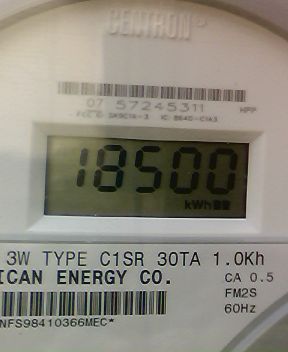 CENTRON
07 57245311
18500
kWh
3W TYPE C1SR 30TA 1.0Kh
ICAN ENERGY CO.
CA 0.5
FM2S
60Hz
NFS98410366MEC*